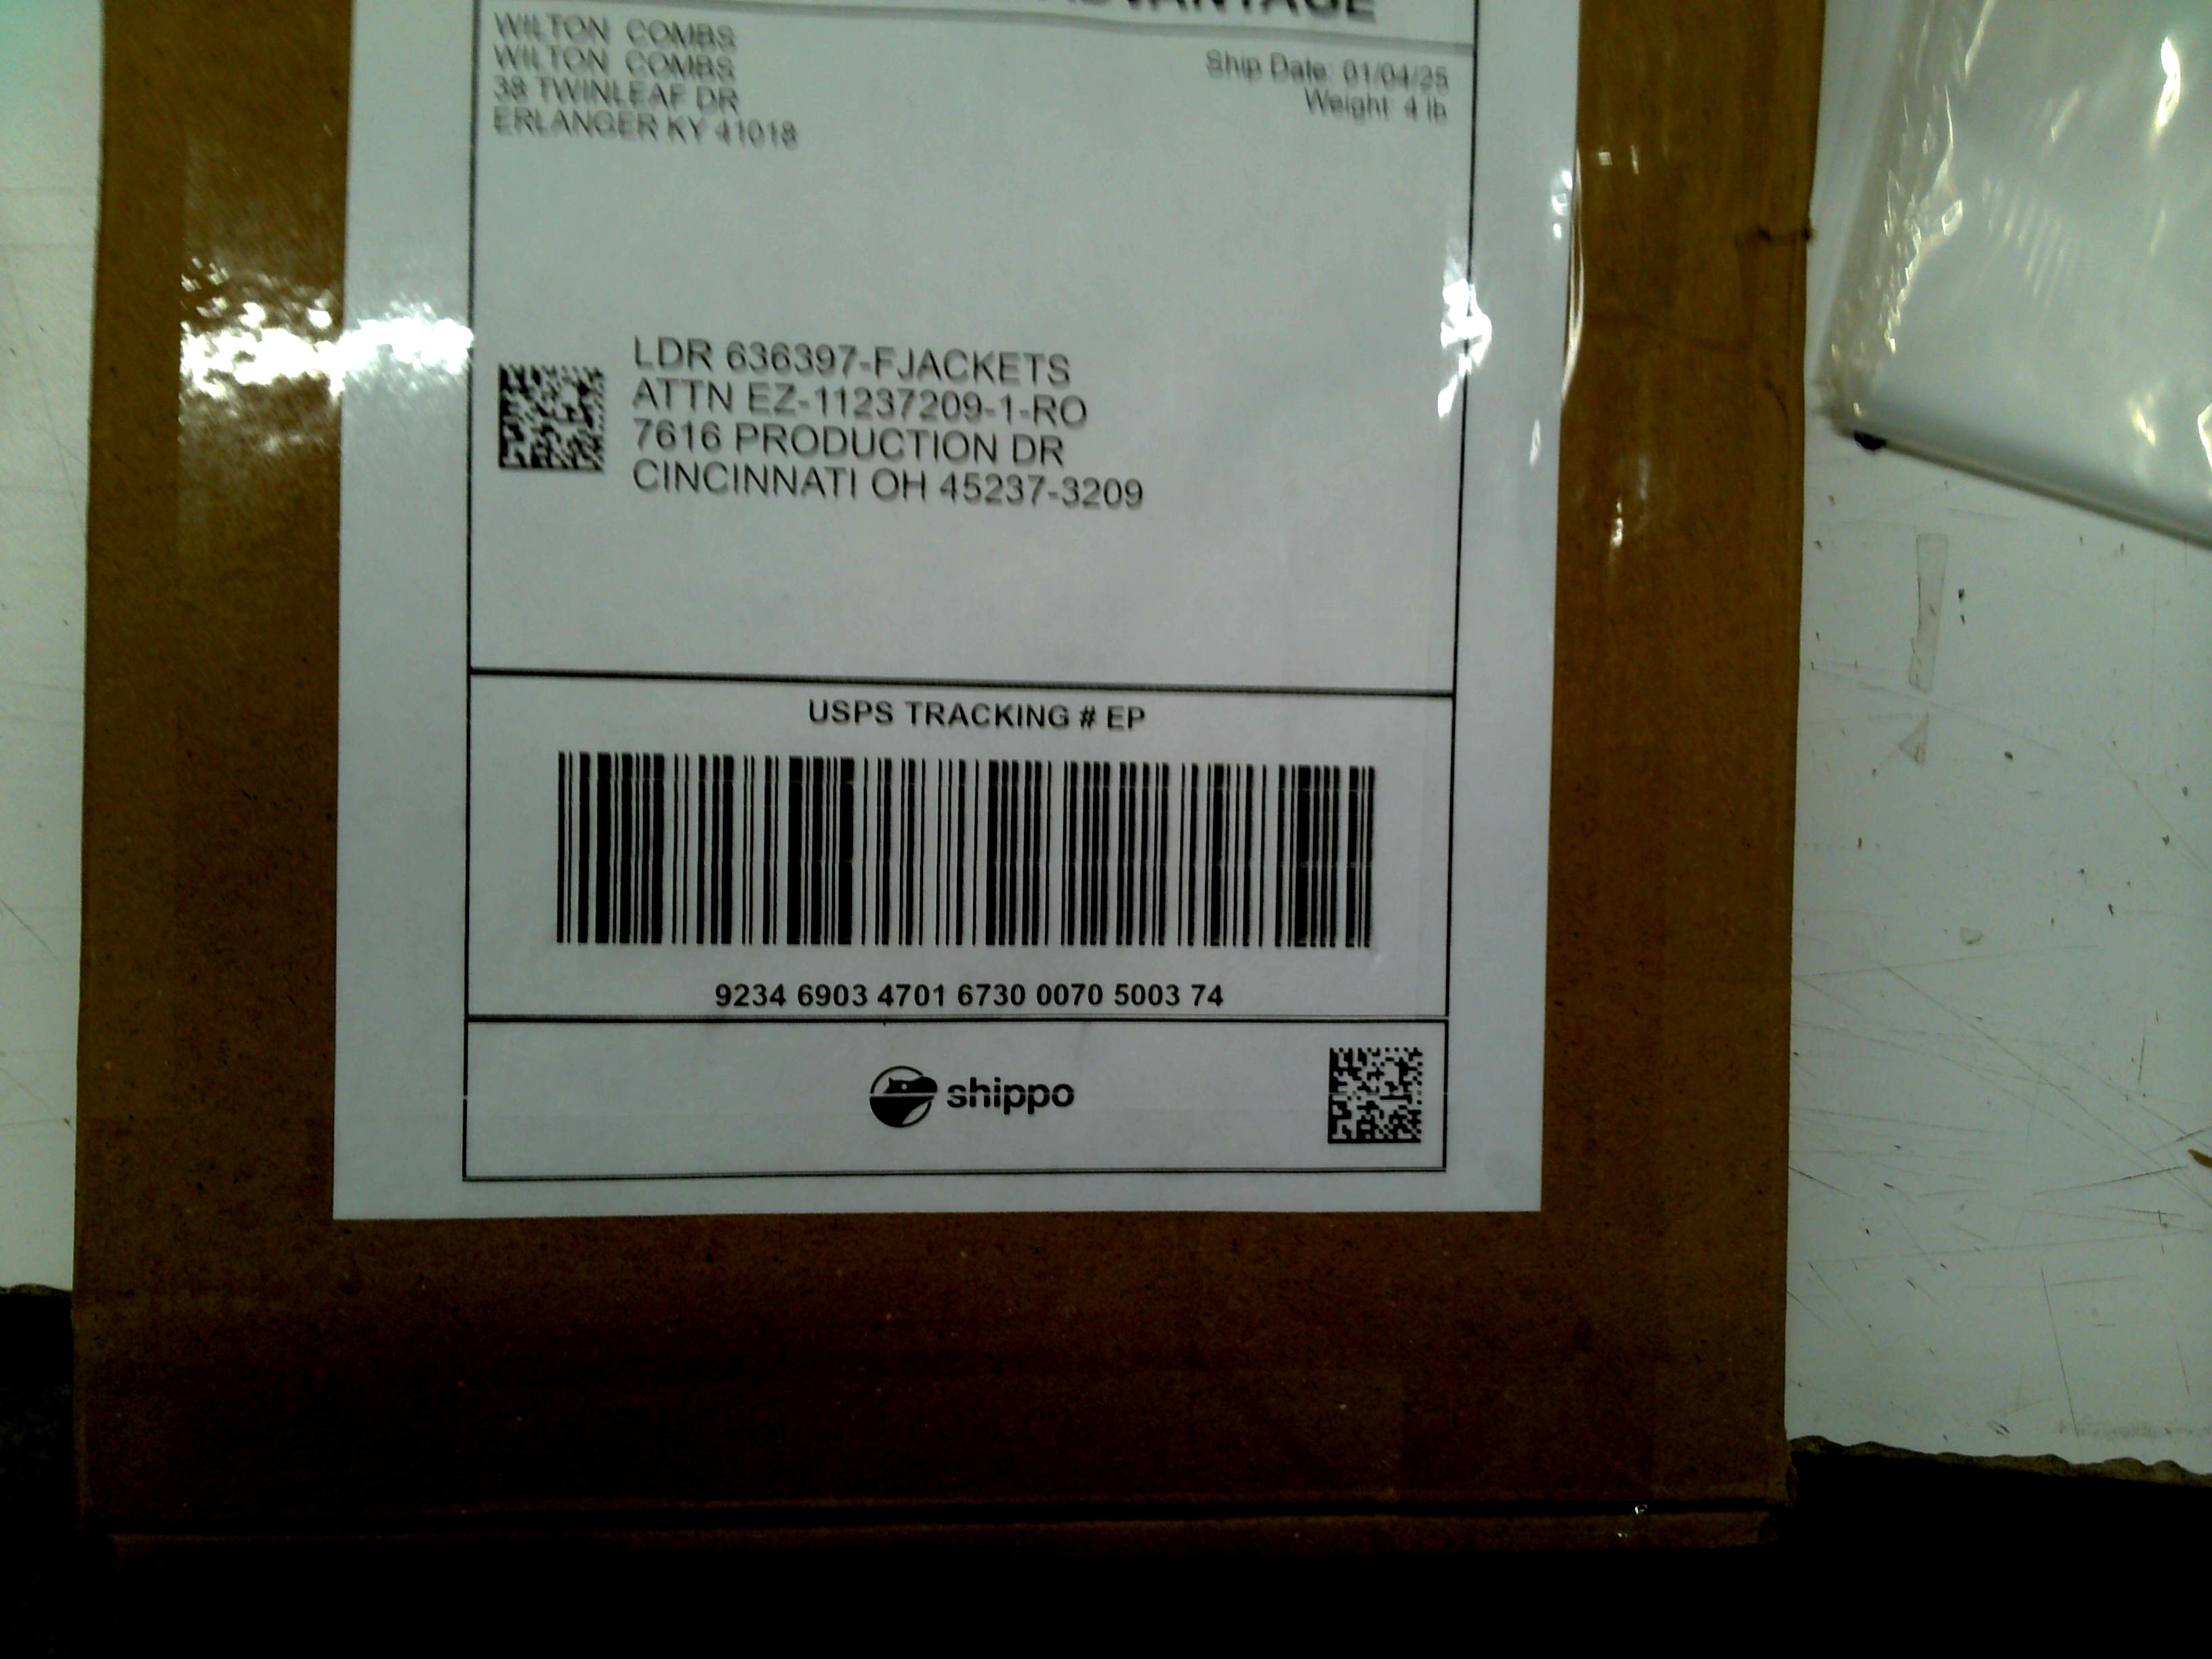 ADVANTAGE
WILTON COMBS
WILTON COMBS
38 TWINLEAF DR
ERLANGER KY 41018
Ship Date: 01/04/25
Weight: 4 lb
LDR 636397-FJACKETS
ATTN EZ-11237209-1-RO
7616 PRODUCTION DR
CINCINNATI OH 45237-3209
USPS TRACKING # EP
9234 6903 4701 6730 0070 5003 74
shippo